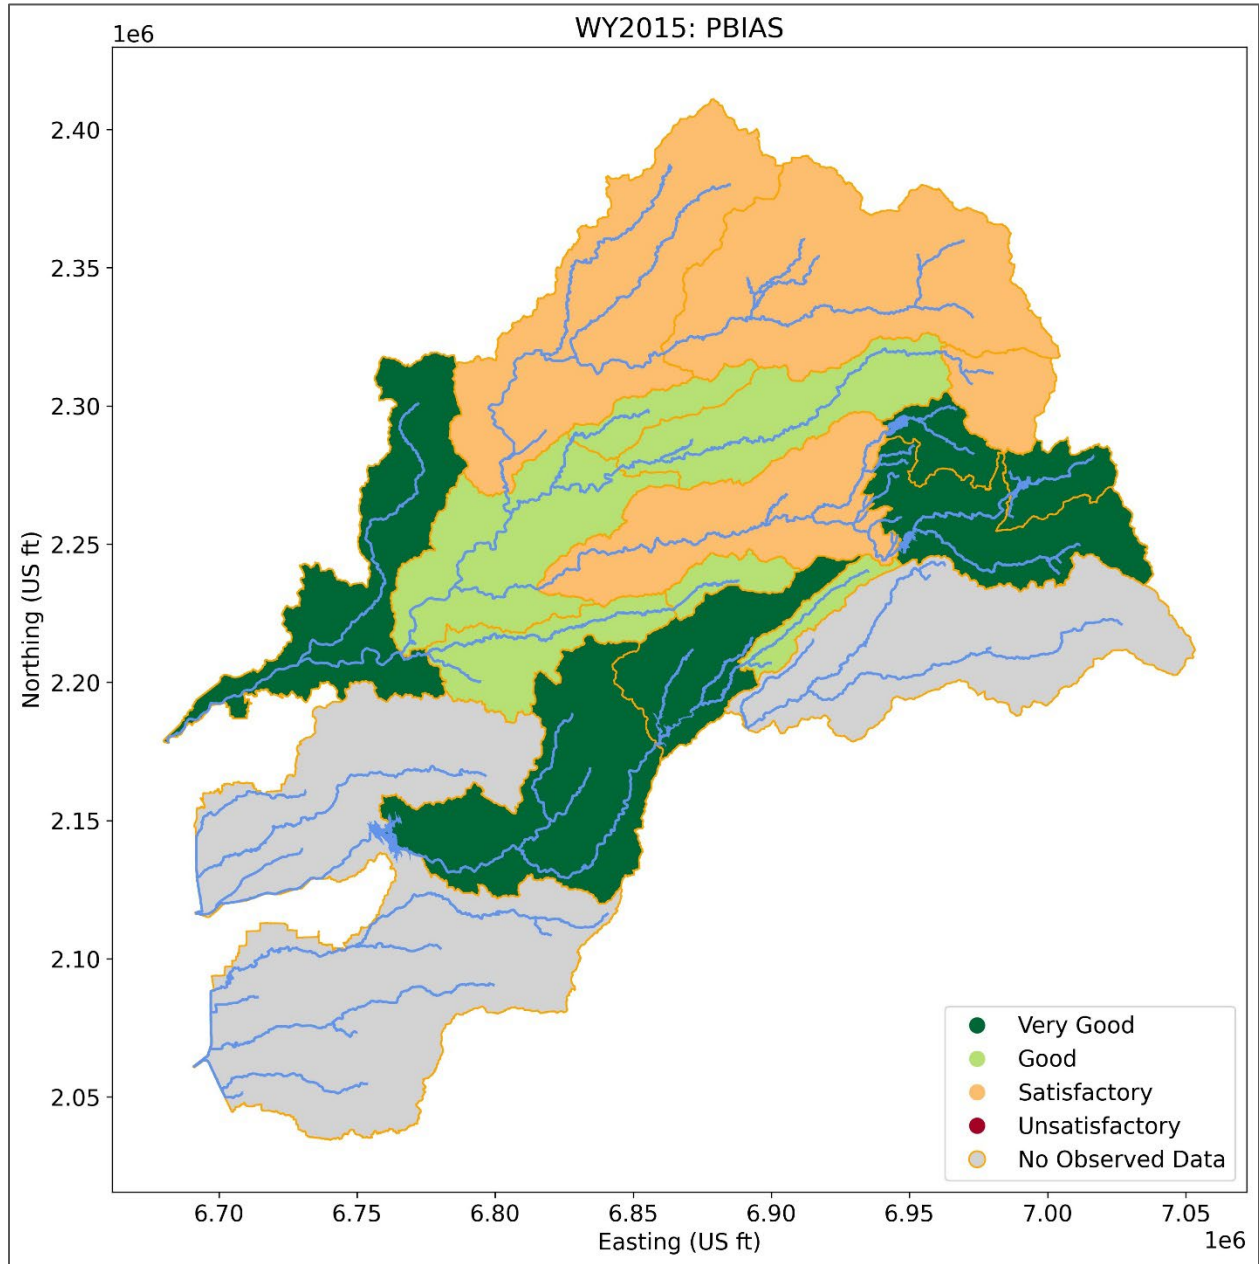 WY2015: PBIAS
1e6
2.40
2.35
2.30
2.25
2.20
2.15
2.10
2.05
Northing (US ft)
Very Good
Good
Satisfactory
Unsatisfactory
No Observed Data
6.70 6.75 6.80 6.85 6.90 6.95 7.00 7.05
Easting (US ft)
1e6